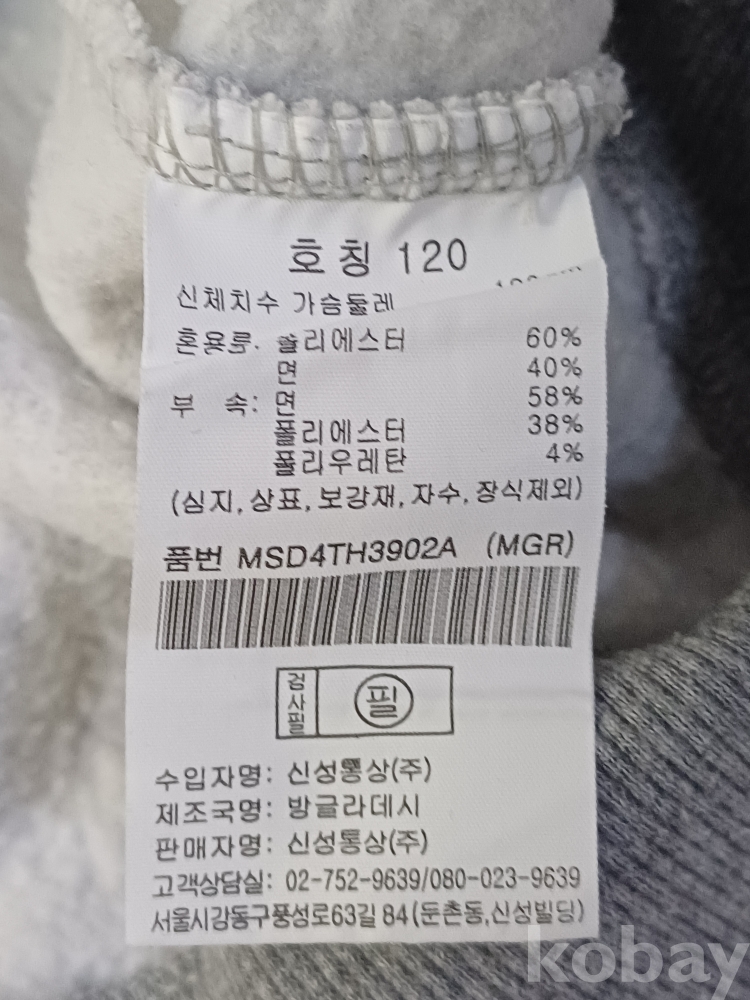 호칭 120
신체치수 가슴둘레
혼용률: 폴리에스터 60%
면 40%
부 속: 면 58%
폴리에스터 38%
폴리우레탄 4%
(심지, 상표, 보강재, 자수, 장식제외)
품번 MSD4TH3902A (MGR)
검사필 필
수입자명: 신성통상(주)
제조국명: 방글라데시
판매자명: 신성통상(주)
고객상담실: 02-752-9639/080-023-9639
서울시강동구풍성로63길 84 (둔촌동,신성빌딩)
kobay